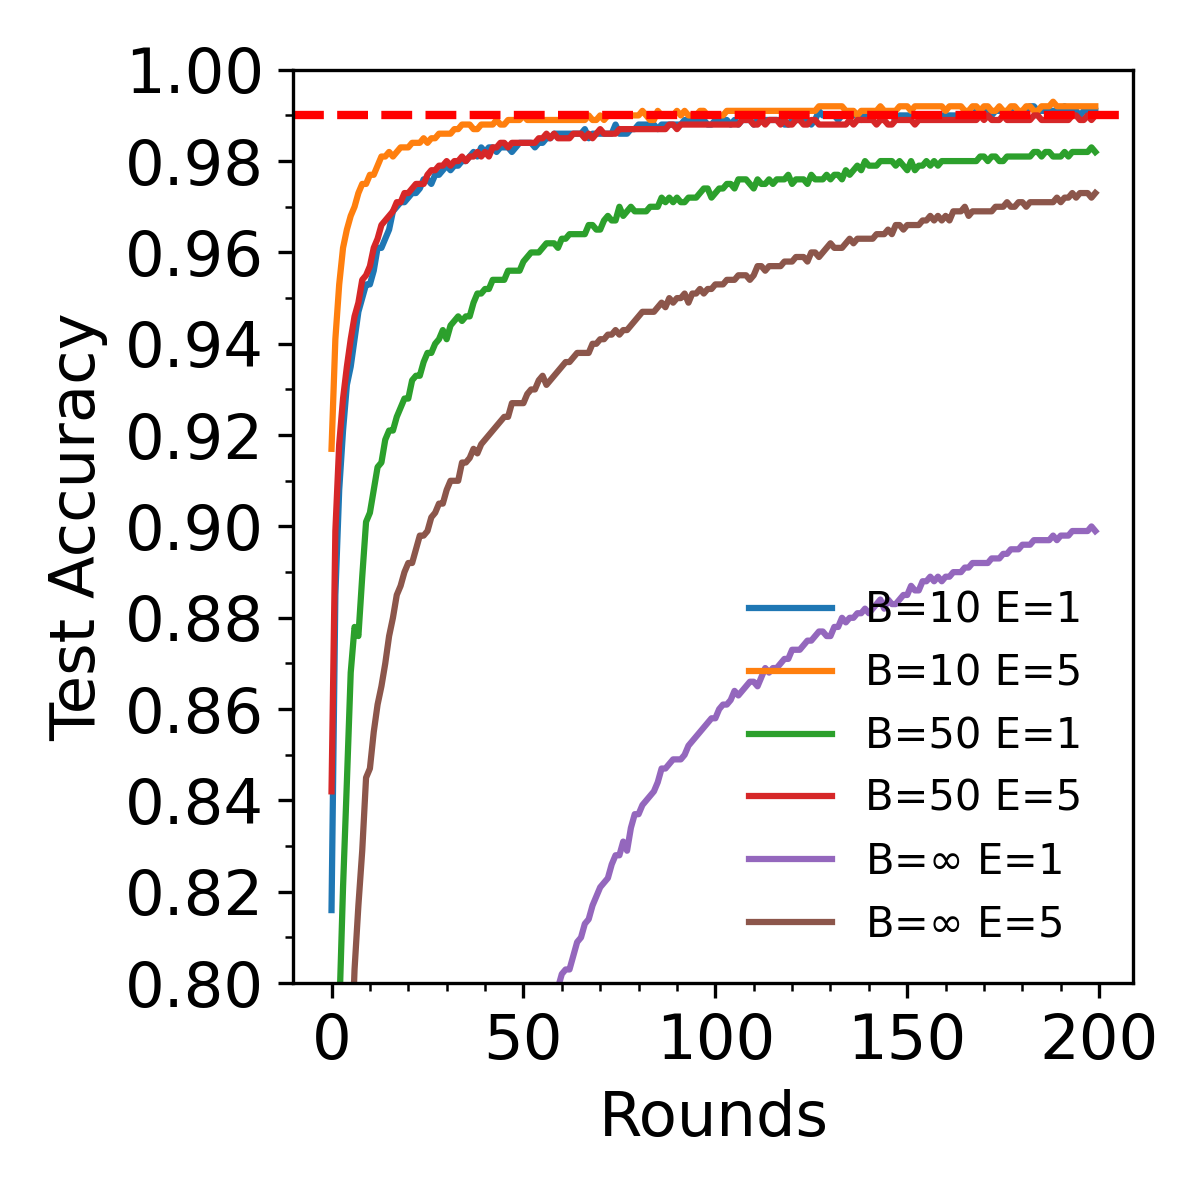 1.00
0.98
0.96
0.94
0.92
0.90
0.88
0.86
0.84
0.82
0.80
Test Accuracy
B=10 E=1
B=10 E=5
B=50 E=1
B=50 E=5
B=∞ E=1
B=∞ E=5
0 50 100 150 200
Rounds